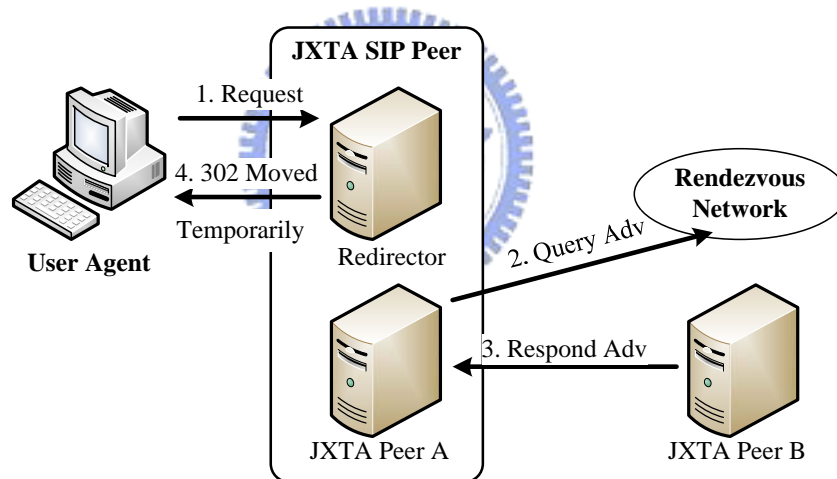 JXTA SIP Peer
1. Request
4. 302 Moved
Temporarily
User Agent
Redirector
Rendezvous
Network
2. Query Adv
3. Respond Adv
JXTA Peer A
JXTA Peer B